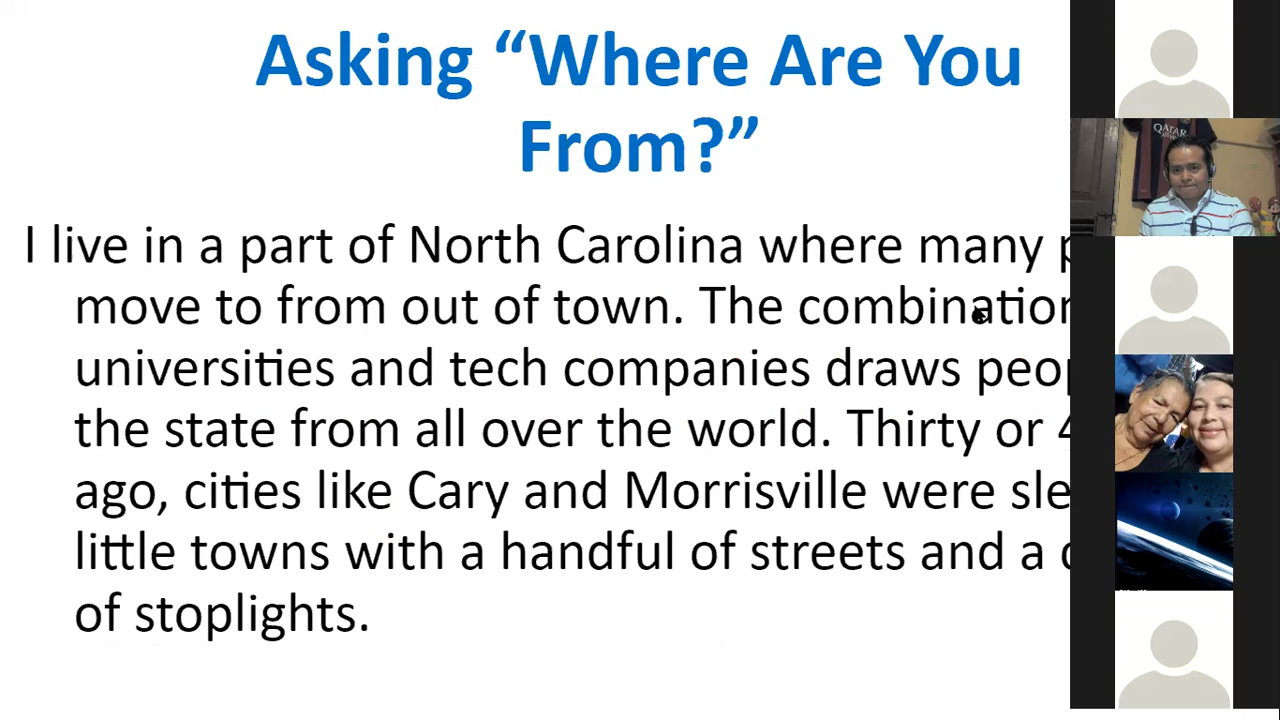 Asking “Where Are You
From?”
I live in a part of North Carolina where many
move to from out of town. The combination
universities and tech companies draws
the state from all over the world. Thirty or
ago, cities like Cary and Morrisville were
little towns with a handful of streets and a
of stoplights.
QATAR